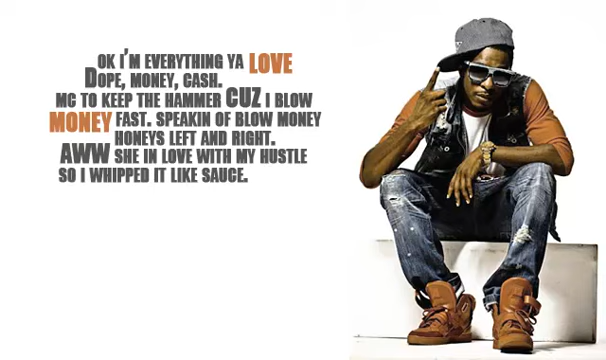 OK I'M EVERYTHING YA LOVE
DOPE, MONEY, CASH.
MC TO KEEP THE HAMMER CUZ I BLOW
MONEY FAST. SPEAKIN OF BLOW MONEY
HONEYS LEFT AND RIGHT.
AWW SHE IN LOVE WITH MY HUSTLE
SO I WHIPPED IT LIKE SAUCE.